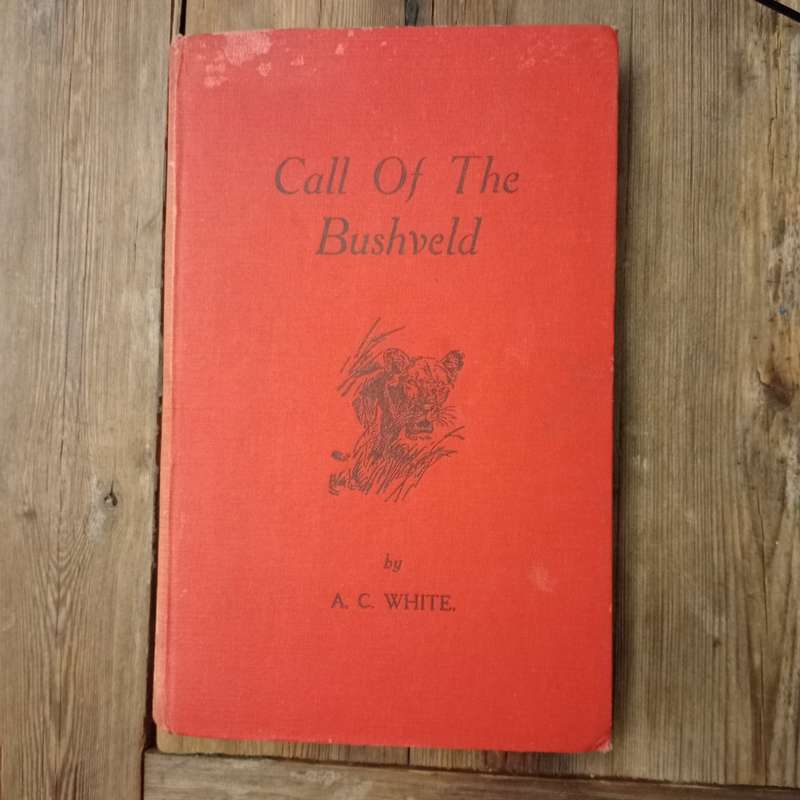 Call Of The
Bushveld
by
A. C. WHITE.